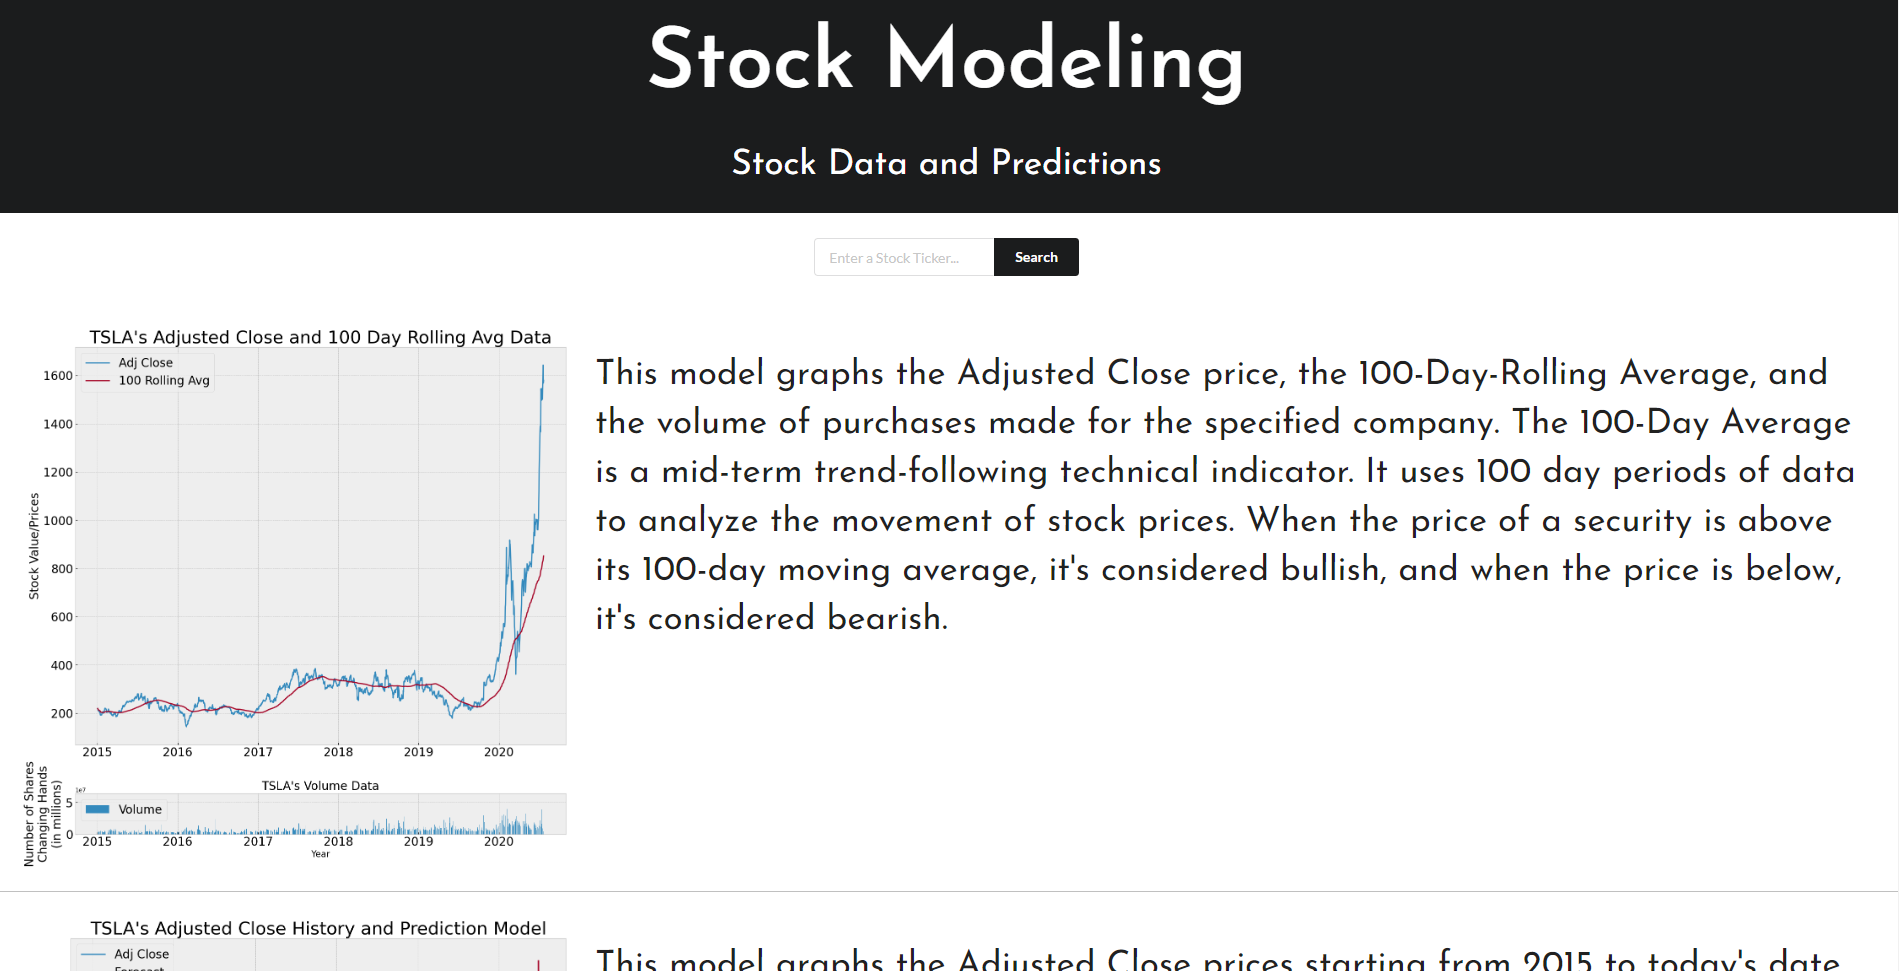 Stock Modeling
Stock Data and Predictions
Enter a Stock Ticker...
Search
TSLA's Adjusted Close and 100 Day Rolling Avg Data
Adj Close
100 Rolling Avg
1600
1400
1200
1000
800
600
400
200
Stock Value/Prices
2015 2016 2017 2018 2019 2020
TSLA's Volume Data
1e7
Volume
5
0
Number of Shares
Changing Hands
(in millions)
2015 2016 2017 2018 2019 2020
Year
This model graphs the Adjusted Close price, the 100-Day-Rolling Average, and
the volume of purchases made for the specified company. The 100-Day Average
is a mid-term trend-following technical indicator. It uses 100 day periods of data
to analyze the movement of stock prices. When the price of a security is above
its 100-day moving average, it's considered bullish, and when the price is below,
it's considered bearish.
TSLA's Adjusted Close History and Prediction Model
Adj Close
Forecast
This model graphs the Adjusted Close prices starting from 2015 to today's date